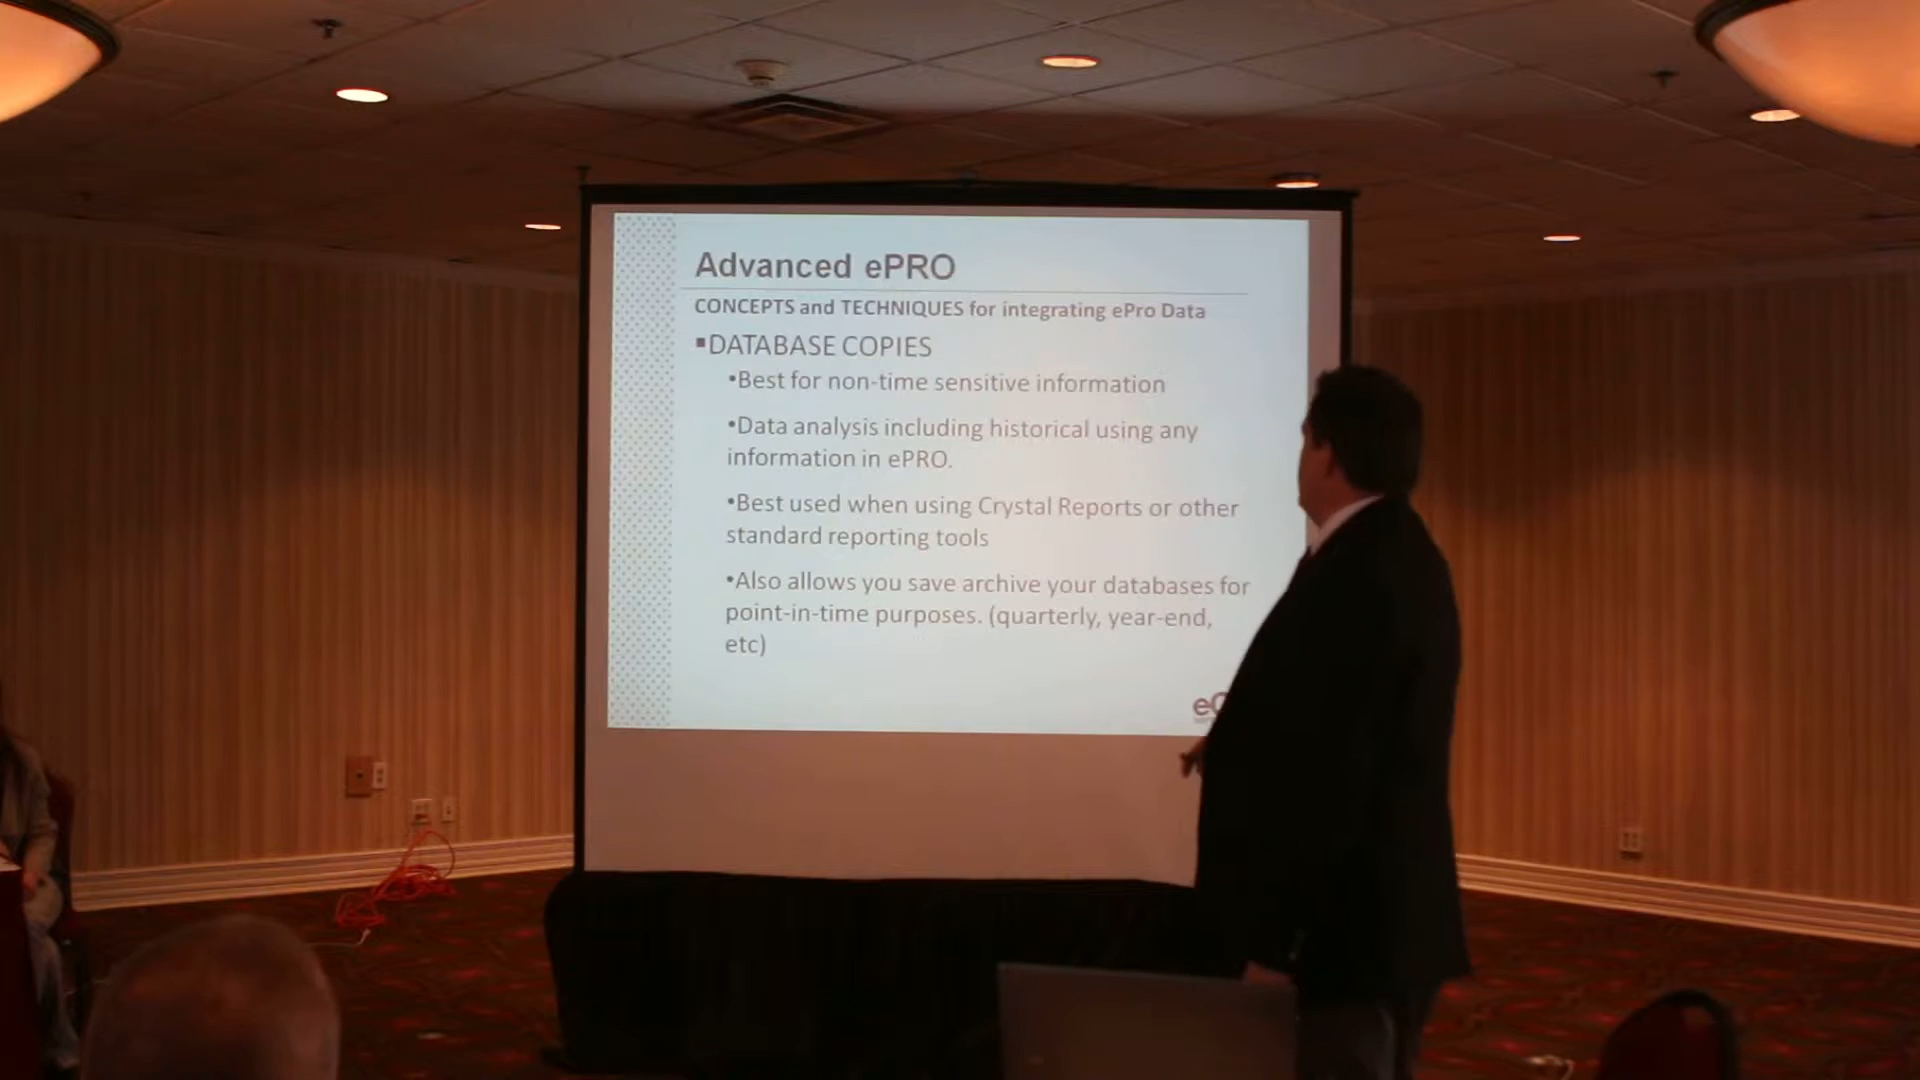 Advanced ePRO
CONCEPTS and TECHNIQUES for integrating ePro Data
▪DATABASE COPIES
•Best for non-time sensitive information
•Data analysis including historical using any
information in ePRO.
•Best used when using Crystal Reports or other
standard reporting tools
•Also allows you save archive your databases for
point-in-time purposes. (quarterly, year-end,
etc)